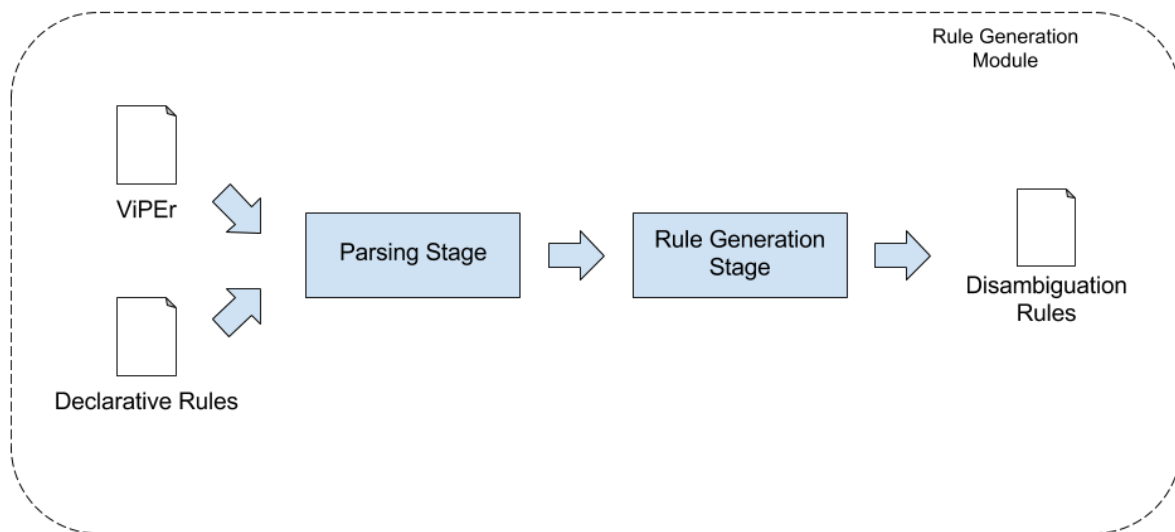 Rule Generation
Module
ViPEr
Parsing Stage
Rule Generation
Stage
Disambiguation
Rules
Declarative Rules